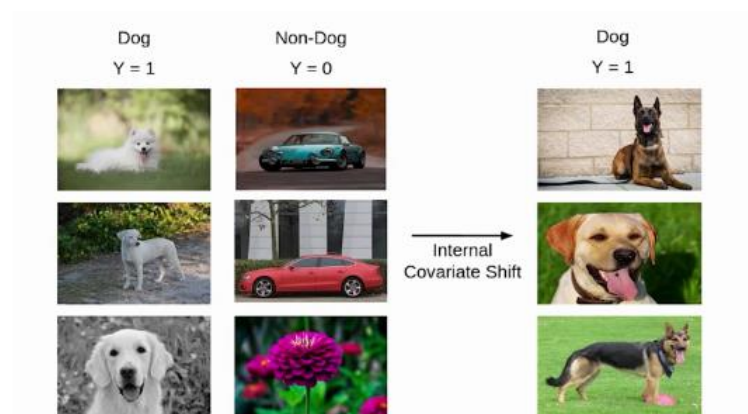 Dog
Y = 1
Non-Dog
Y = 0
Internal
Covariate Shift
Dog
Y = 1